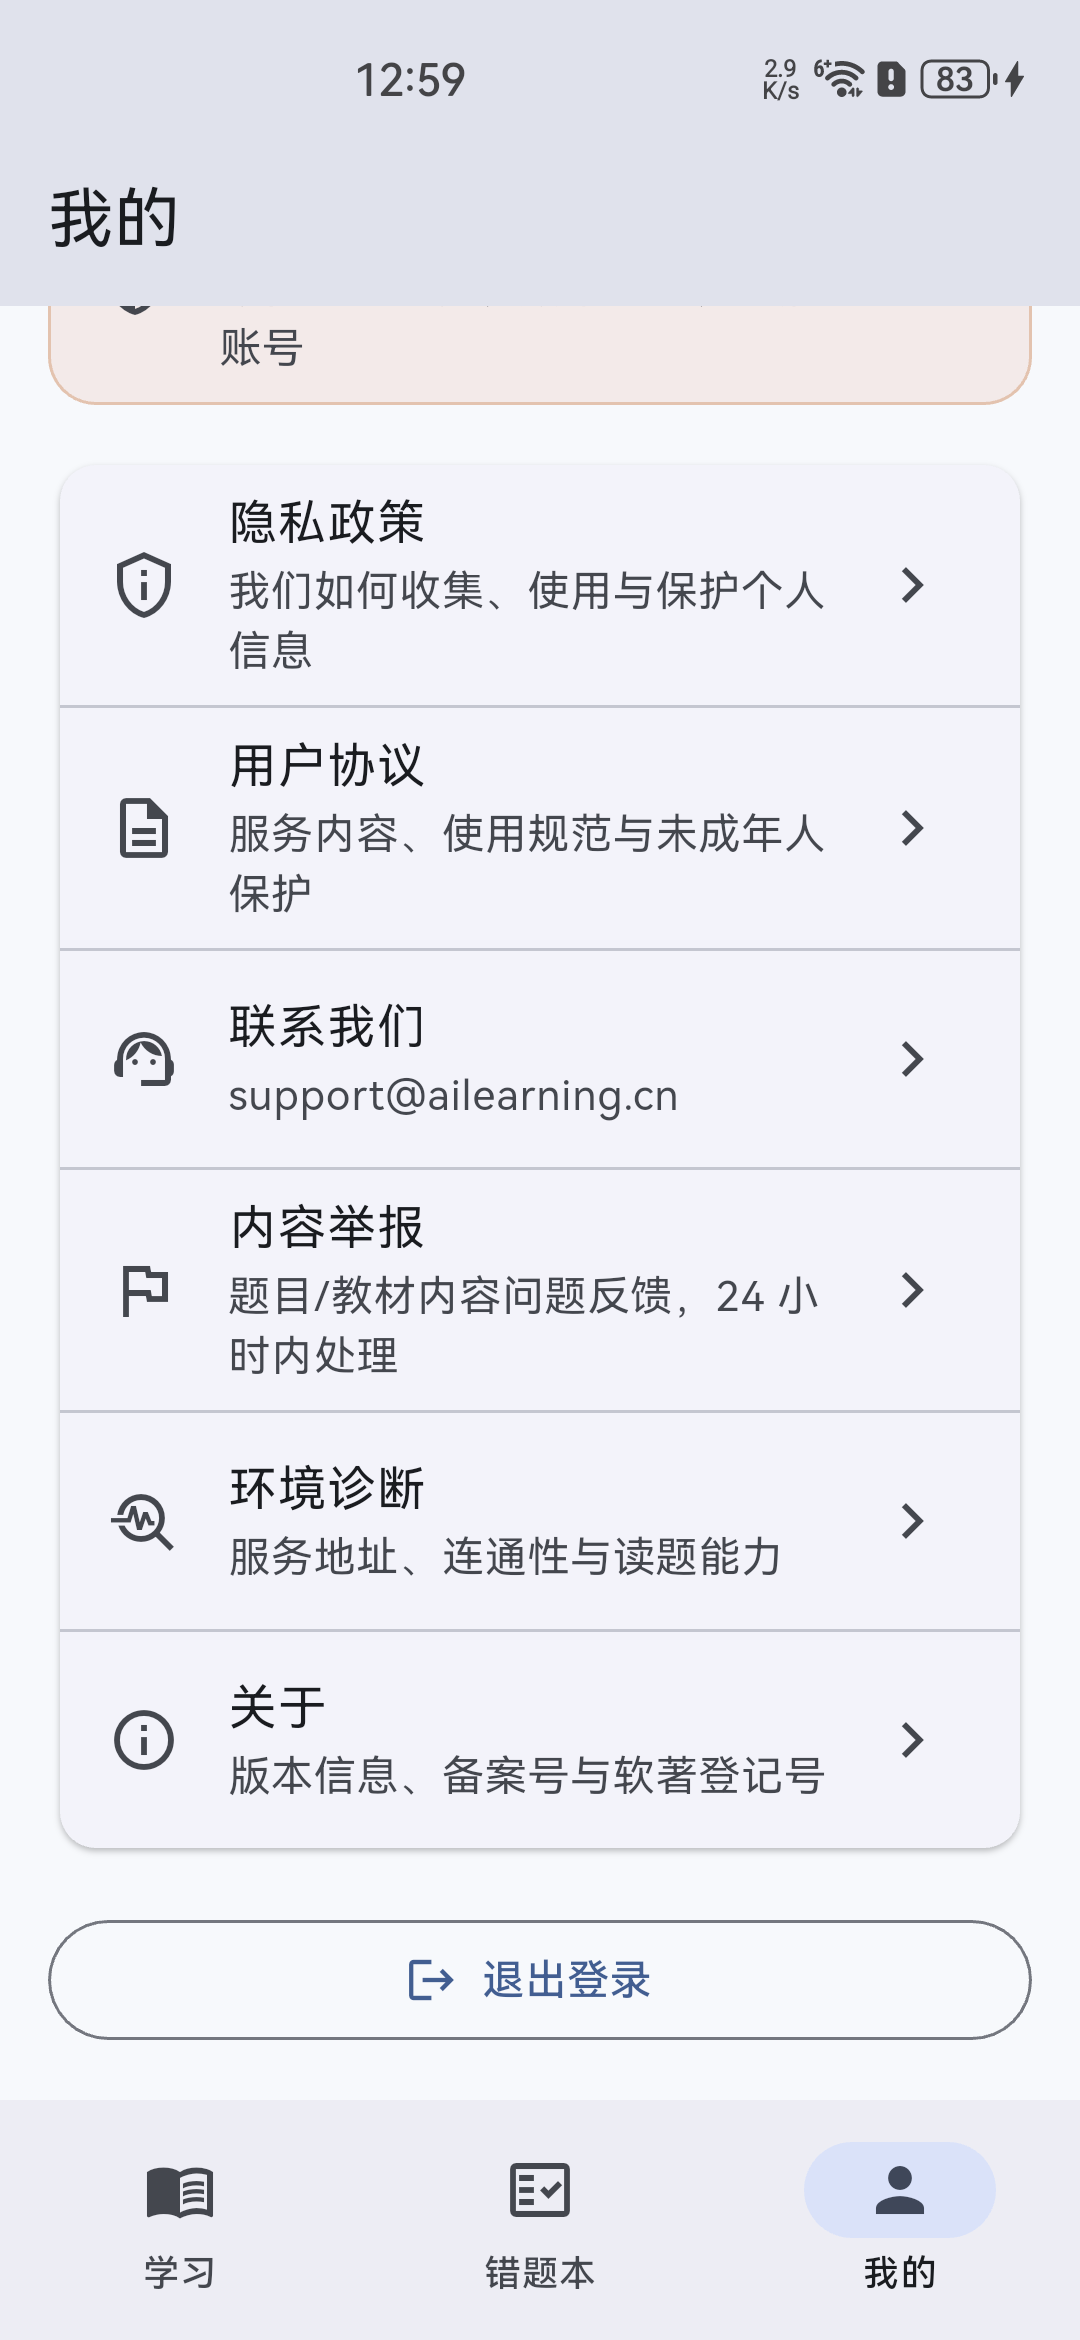 12:59
2.9
K/s
6+
83
我的
账号
隐私政策
我们如何收集、使用与保护个人
信息
用户协议
服务内容、使用规范与未成年人
保护
联系我们
support@ailearning.cn
内容举报
题目/教材内容问题反馈，24 小
时内处理
环境诊断
服务地址、连通性与读题能力
关于
版本信息、备案号与软著登记号
退出登录
学习
错题本
我的